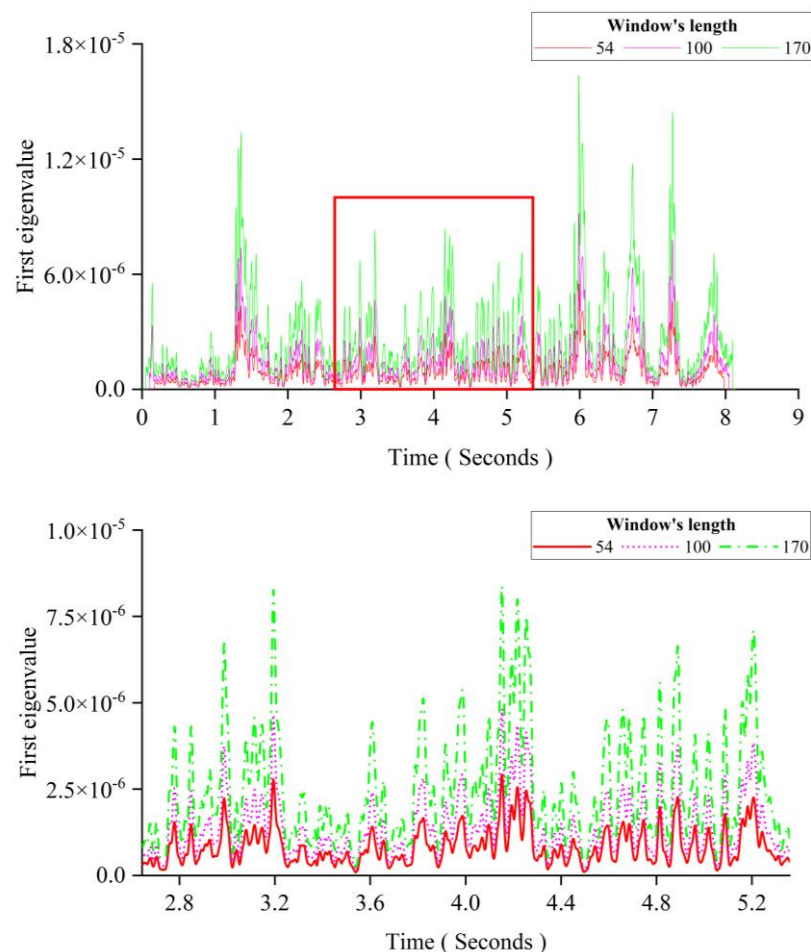 Window's length
54 100 170
1.8×10⁻⁵
1.2×10⁻⁵
6.0×10⁻⁶
0.0
First eigenvalue
0 1 2 3 4 5 6 7 8 9
Time ( Seconds )
Window's length
54 100 170
1.0×10⁻⁵
7.5×10⁻⁶
5.0×10⁻⁶
2.5×10⁻⁶
0.0
First eigenvalue
2.8 3.2 3.6 4.0 4.4 4.8 5.2
Time ( Seconds )